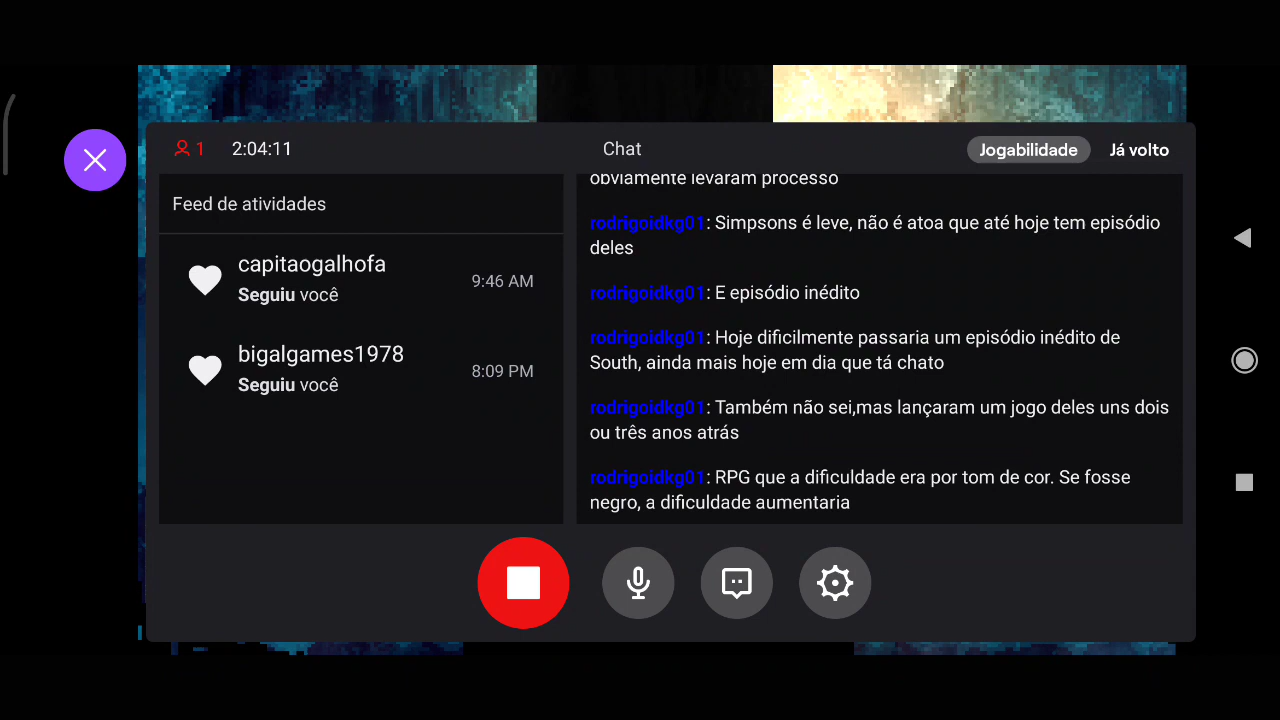 1 2:04:11 Chat Jogabilidade Já volto
Feed de atividades
capitaogalhofa
Seguiu você
9:46 AM
bigalgames1978
Seguiu você
8:09 PM
obviamente levaram processo
rodrigoidkg01: Simpsons é leve, não é atoa que até hoje tem episódio
deles
rodrigoidkg01: E episódio inédito
rodrigoidkg01: Hoje dificilmente passaria um episódio inédito de
South, ainda mais hoje em dia que tá chato
rodrigoidkg01: Também não sei,mas lançaram um jogo deles uns dois
ou três anos atrás
rodrigoidkg01: RPG que a dificuldade era por tom de cor. Se fosse
negro, a dificuldade aumentaria